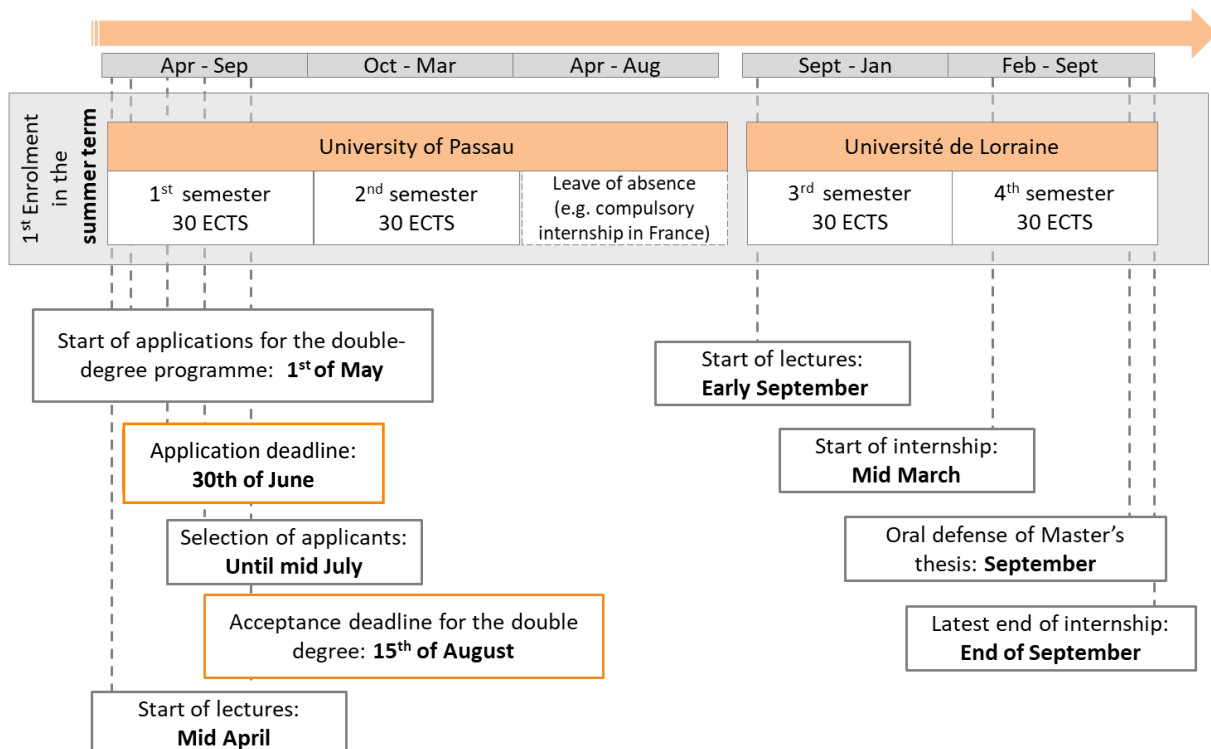 Apr - Sep
Oct - Mar
Apr - Aug
Sept - Jan
Feb - Sept
1st Enrolment
in the
summer term
University of Passau
Université de Lorraine
1st semester
30 ECTS
2nd semester
30 ECTS
Leave of absence
(e.g. compulsory
internship in France)
3rd semester
30 ECTS
4th semester
30 ECTS
Start of applications for the double-
degree programme: 1st of May
Start of lectures:
Early September
Application deadline:
30th of June
Start of internship:
Mid March
Selection of applicants:
Until mid July
Oral defense of Master's
thesis: September
Acceptance deadline for the double
degree: 15th of August
Latest end of internship:
End of September
Start of lectures:
Mid April